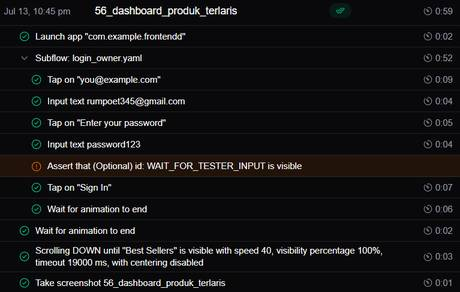 Jul 13, 10:45 pm 56_dashboard_produk_terlaris 0:59
Launch app "com.example.frontendd" 0:02
Subflow: login_owner.yaml 0:52
Tap on "you@example.com" 0:09
Input text rumpoet345@gmail.com 0:04
Tap on "Enter your password" 0:05
Input text password123 0:04
Assert that (Optional) id: WAIT_FOR_TESTER_INPUT is visible
Tap on "Sign In" 0:07
Wait for animation to end 0:06
Wait for animation to end 0:02
Scrolling DOWN until "Best Sellers" is visible with speed 40, visibility percentage 100%,
timeout 19000 ms, with centering disabled 0:03
Take screenshot 56_dashboard_produk_terlaris 0:01